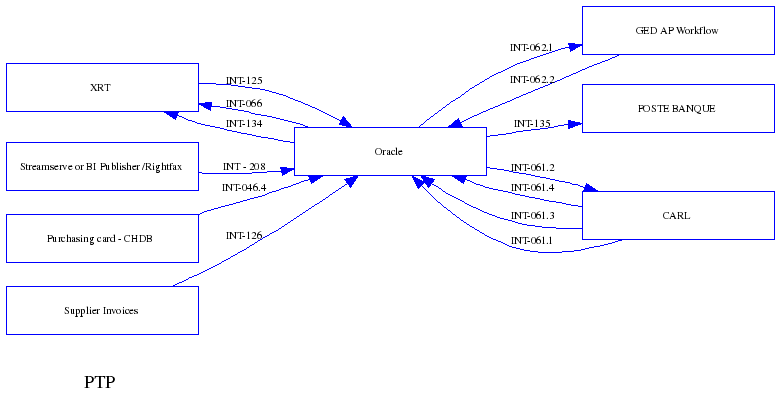 GED AP Workflow
INT-062.1
INT-062.2
XRT
INT-125
INT-066
INT-134
POSTE BANQUE
INT-135
Oracle
Streamserve or BI Publisher /Rightfax
INT - 208
INT-061.2
INT-046.4
INT-061.4
CARL
INT-061.3
Purchasing card - CHDB
INT-126
INT-061.1
Supplier Invoices
PTP